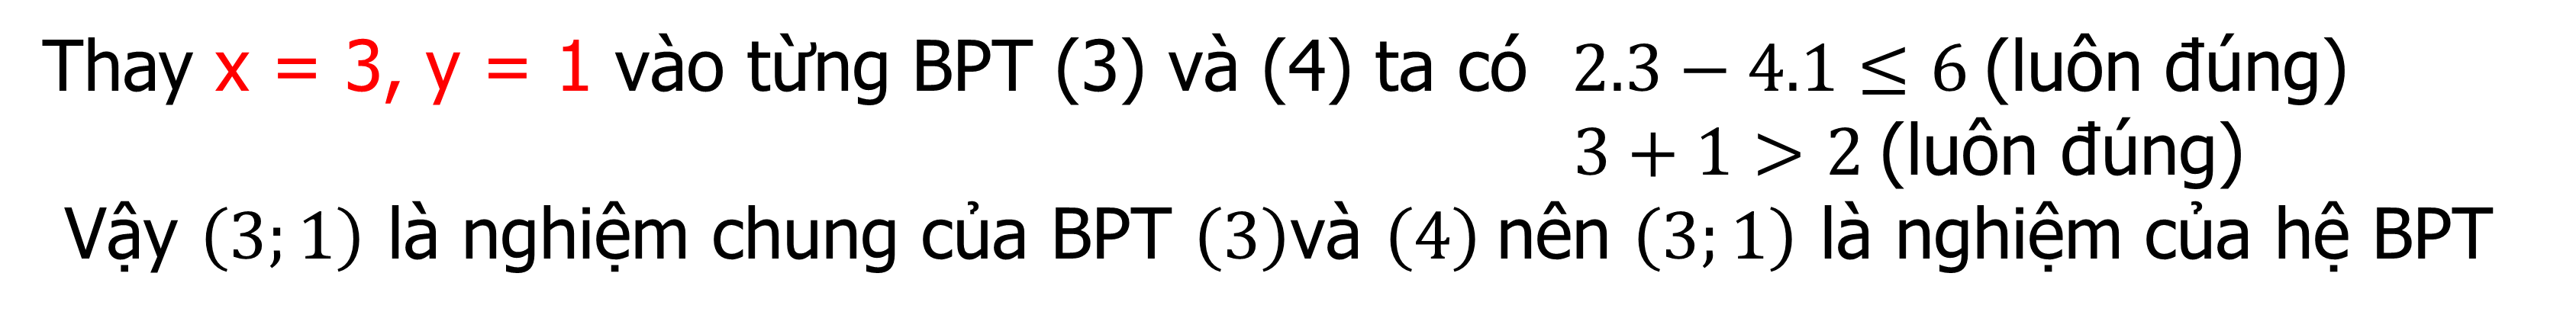 Thay x = 3, y = 1 vào từng BPT (3) và (4) ta có 2.3 − 4.1 ≤ 6 (luôn đúng)
3 + 1 > 2 (luôn đúng)
Vậy (3; 1) là nghiệm chung của BPT (3)và (4) nên (3; 1) là nghiệm của hệ BPT